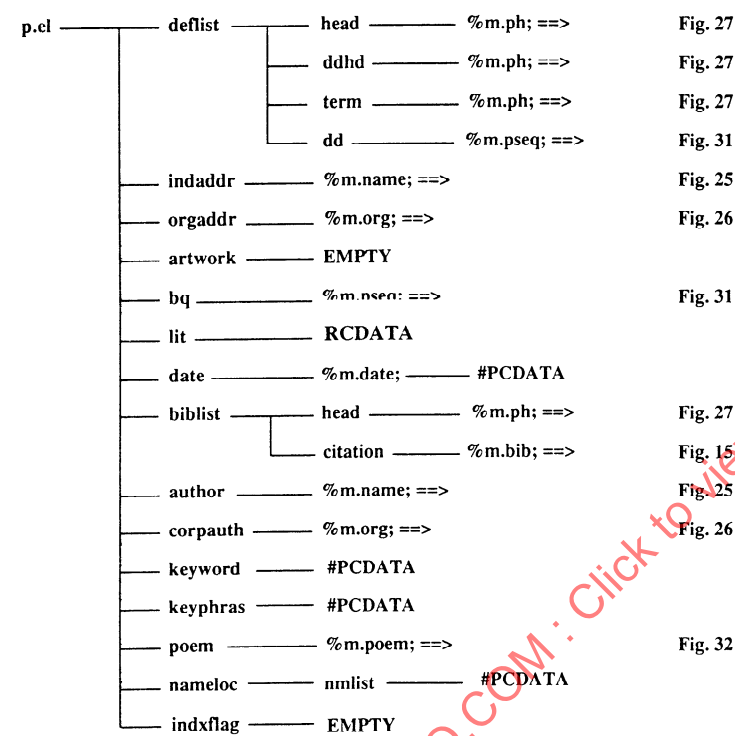 p.cl deflist head %m.ph; ==> Fig. 27
ddhd %m.ph; ==> Fig. 27
term %m.ph; ==> Fig. 27
dd %m.pseq; ==> Fig. 31
indaddr %m.name; ==> Fig. 25
orgaddr %m.org; ==> Fig. 26
artwork EMPTY
bq %m.pseq; ==> Fig. 31
lit RCDATA
date %m.date; #PCDATA
biblist head %m.ph; ==> Fig. 27
citation %m.bib; ==> Fig. 15
author %m.name; ==> Fig. 25
corpauth %m.org; ==> Fig. 26
keyword #PCDATA
keyphras #PCDATA
poem %m.poem; ==> Fig. 32
nameloc nmlist #PCDATA
indxflag EMPTY
.COM : Click to